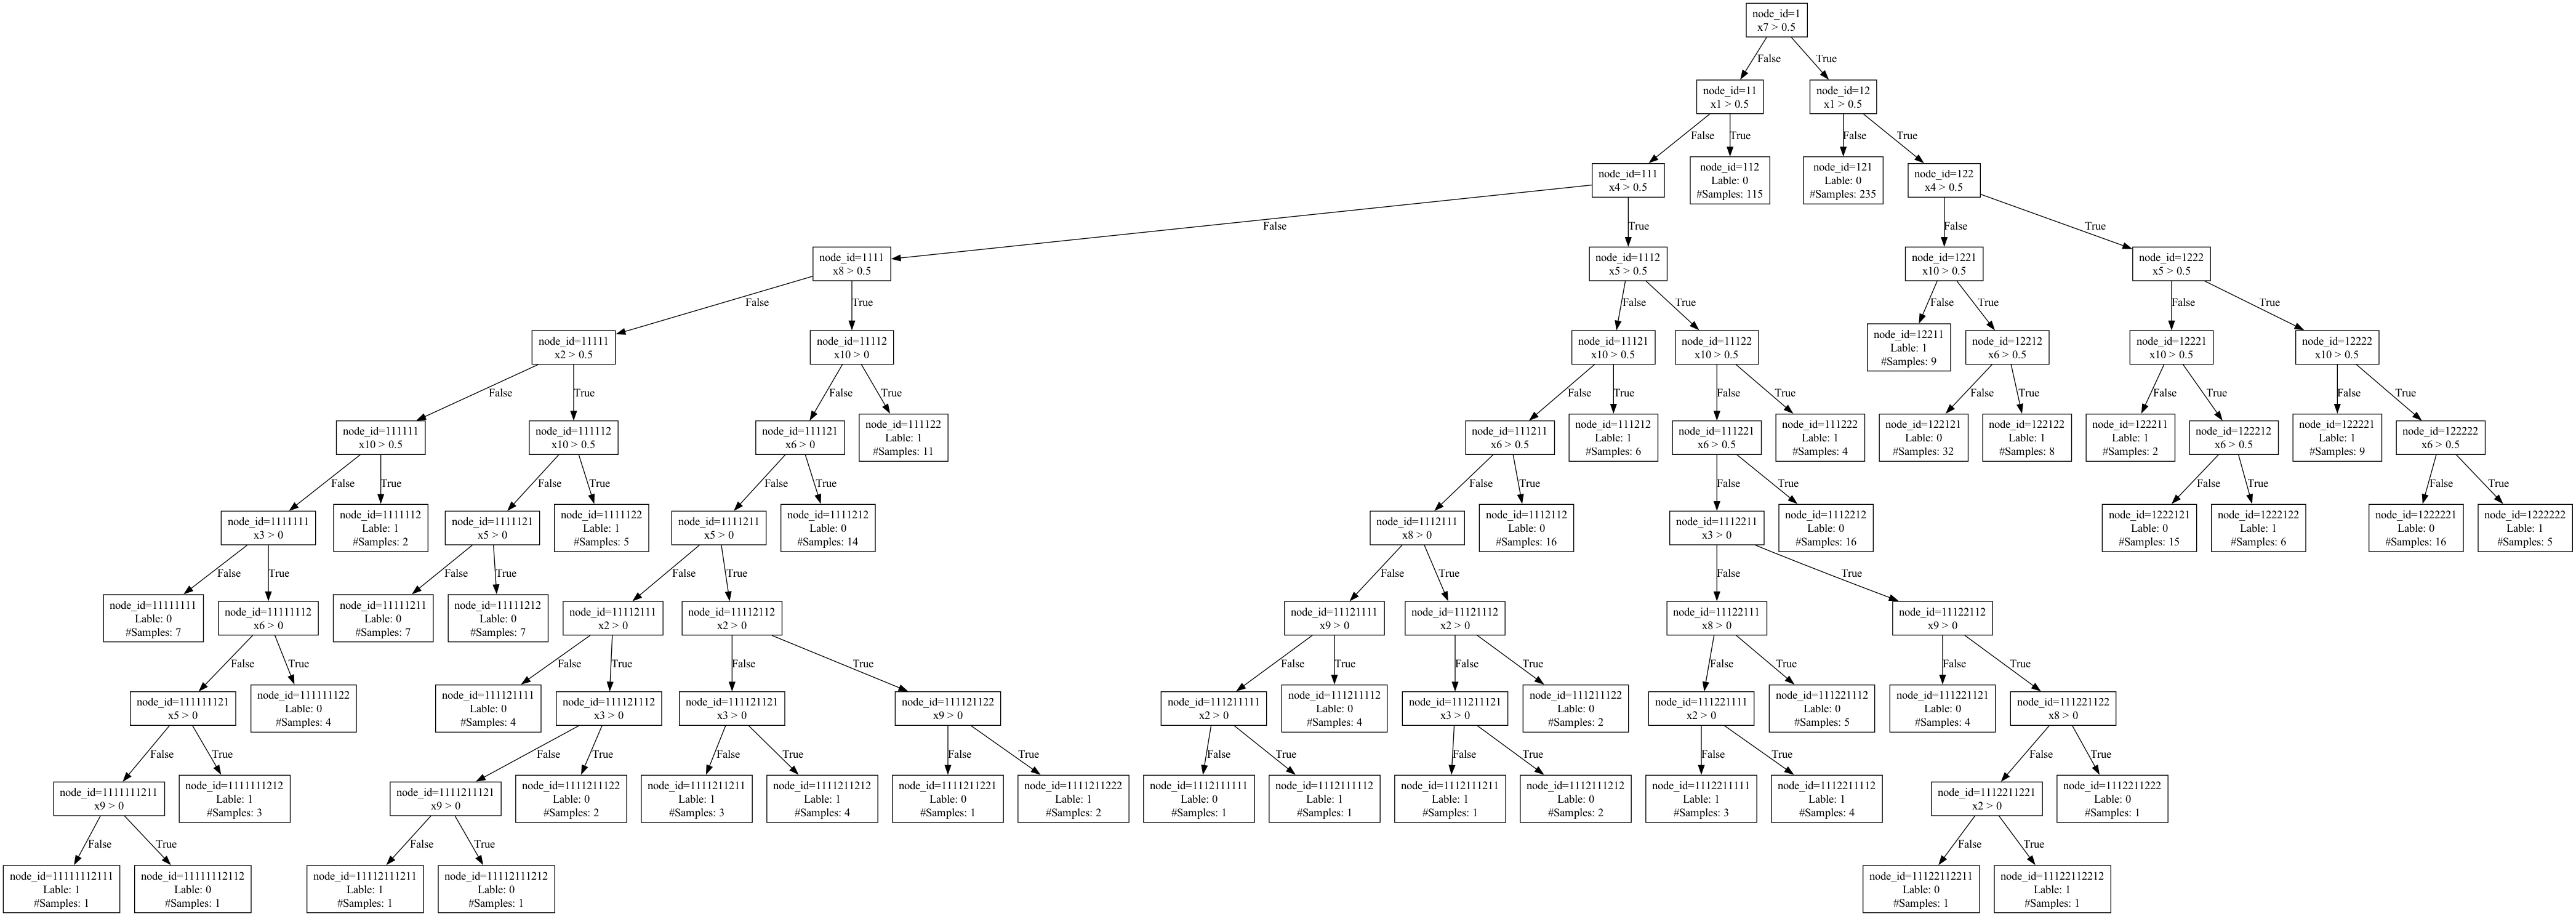 node_id=1
x7 > 0.5
False
True
node_id=11
x1 > 0.5
node_id=12
x1 > 0.5
False
True
False
True
node_id=111
x4 > 0.5
node_id=112
Lable: 0
#Samples: 115
node_id=121
Lable: 0
#Samples: 235
node_id=122
x4 > 0.5
False
True
False
True
node_id=1111
x8 > 0.5
node_id=1112
x5 > 0.5
node_id=1221
x10 > 0.5
node_id=1222
x5 > 0.5
False
True
False
True
False
True
False
True
node_id=11111
x2 > 0.5
node_id=11112
x10 > 0
node_id=11121
x10 > 0.5
node_id=11122
x10 > 0.5
node_id=12211
Lable: 1
#Samples: 9
node_id=12212
x6 > 0.5
node_id=12221
x10 > 0.5
node_id=12222
x10 > 0.5
False
True
False
True
False
True
False
True
False
True
False
True
False
True
node_id=111111
x10 > 0.5
node_id=111112
x10 > 0.5
node_id=111121
x6 > 0
node_id=111122
Lable: 1
#Samples: 11
node_id=111211
x6 > 0.5
node_id=111212
Lable: 1
#Samples: 6
node_id=111221
x6 > 0.5
node_id=111222
Lable: 1
#Samples: 4
node_id=122121
Lable: 0
#Samples: 32
node_id=122122
Lable: 1
#Samples: 8
node_id=122211
Lable: 1
#Samples: 2
node_id=122212
x6 > 0.5
node_id=122221
Lable: 1
#Samples: 9
node_id=122222
x6 > 0.5
False
True
False
True
False
True
False
True
False
True
False
True
False
True
node_id=1111111
x3 > 0
node_id=1111112
Lable: 1
#Samples: 2
node_id=1111121
x5 > 0
node_id=1111122
Lable: 1
#Samples: 5
node_id=1111211
x5 > 0
node_id=1111212
Lable: 0
#Samples: 14
node_id=1112111
x8 > 0
node_id=1112112
Lable: 0
#Samples: 16
node_id=1112211
x3 > 0
node_id=1112212
Lable: 0
#Samples: 16
node_id=1222121
Lable: 0
#Samples: 15
node_id=1222122
Lable: 1
#Samples: 6
node_id=1222221
Lable: 0
#Samples: 16
node_id=1222222
Lable: 1
#Samples: 5
False
True
False
True
False
True
False
True
False
True
node_id=11111111
Lable: 0
#Samples: 7
node_id=11111112
x6 > 0
node_id=11111211
Lable: 0
#Samples: 7
node_id=11111212
Lable: 0
#Samples: 7
node_id=11112111
x2 > 0
node_id=11112112
x2 > 0
node_id=11121111
x9 > 0
node_id=11121112
x2 > 0
node_id=11122111
x8 > 0
node_id=11122112
x9 > 0
False
True
False
True
False
True
False
True
False
True
False
True
False
True
node_id=111111121
x5 > 0
node_id=111111122
Lable: 0
#Samples: 4
node_id=111121111
Lable: 0
#Samples: 4
node_id=111121112
x3 > 0
node_id=111121121
x3 > 0
node_id=111121122
x9 > 0
node_id=111211111
x2 > 0
node_id=111211112
Lable: 0
#Samples: 4
node_id=111211121
x3 > 0
node_id=111211122
Lable: 0
#Samples: 2
node_id=111221111
x2 > 0
node_id=111221112
Lable: 0
#Samples: 5
node_id=111221121
Lable: 0
#Samples: 4
node_id=111221122
x8 > 0
False
True
False
True
False
True
False
True
False
True
False
True
False
True
False
True
node_id=1111111211
x9 > 0
node_id=1111111212
Lable: 1
#Samples: 3
node_id=1111211121
x9 > 0
node_id=1111211122
Lable: 0
#Samples: 2
node_id=1111211211
Lable: 1
#Samples: 3
node_id=1111211212
Lable: 1
#Samples: 4
node_id=1111211221
Lable: 0
#Samples: 1
node_id=1111211222
Lable: 1
#Samples: 2
node_id=1112111111
Lable: 0
#Samples: 1
node_id=1112111112
Lable: 1
#Samples: 1
node_id=1112111211
Lable: 1
#Samples: 1
node_id=1112111212
Lable: 0
#Samples: 2
node_id=1112211111
Lable: 1
#Samples: 3
node_id=1112211112
Lable: 1
#Samples: 4
node_id=1112211221
x2 > 0
node_id=1112211222
Lable: 0
#Samples: 1
False
True
False
True
False
True
node_id=11111112111
Lable: 1
#Samples: 1
node_id=11111112112
Lable: 0
#Samples: 1
node_id=11112111211
Lable: 1
#Samples: 1
node_id=11112111212
Lable: 0
#Samples: 1
node_id=11122112211
Lable: 0
#Samples: 1
node_id=11122112212
Lable: 1
#Samples: 1